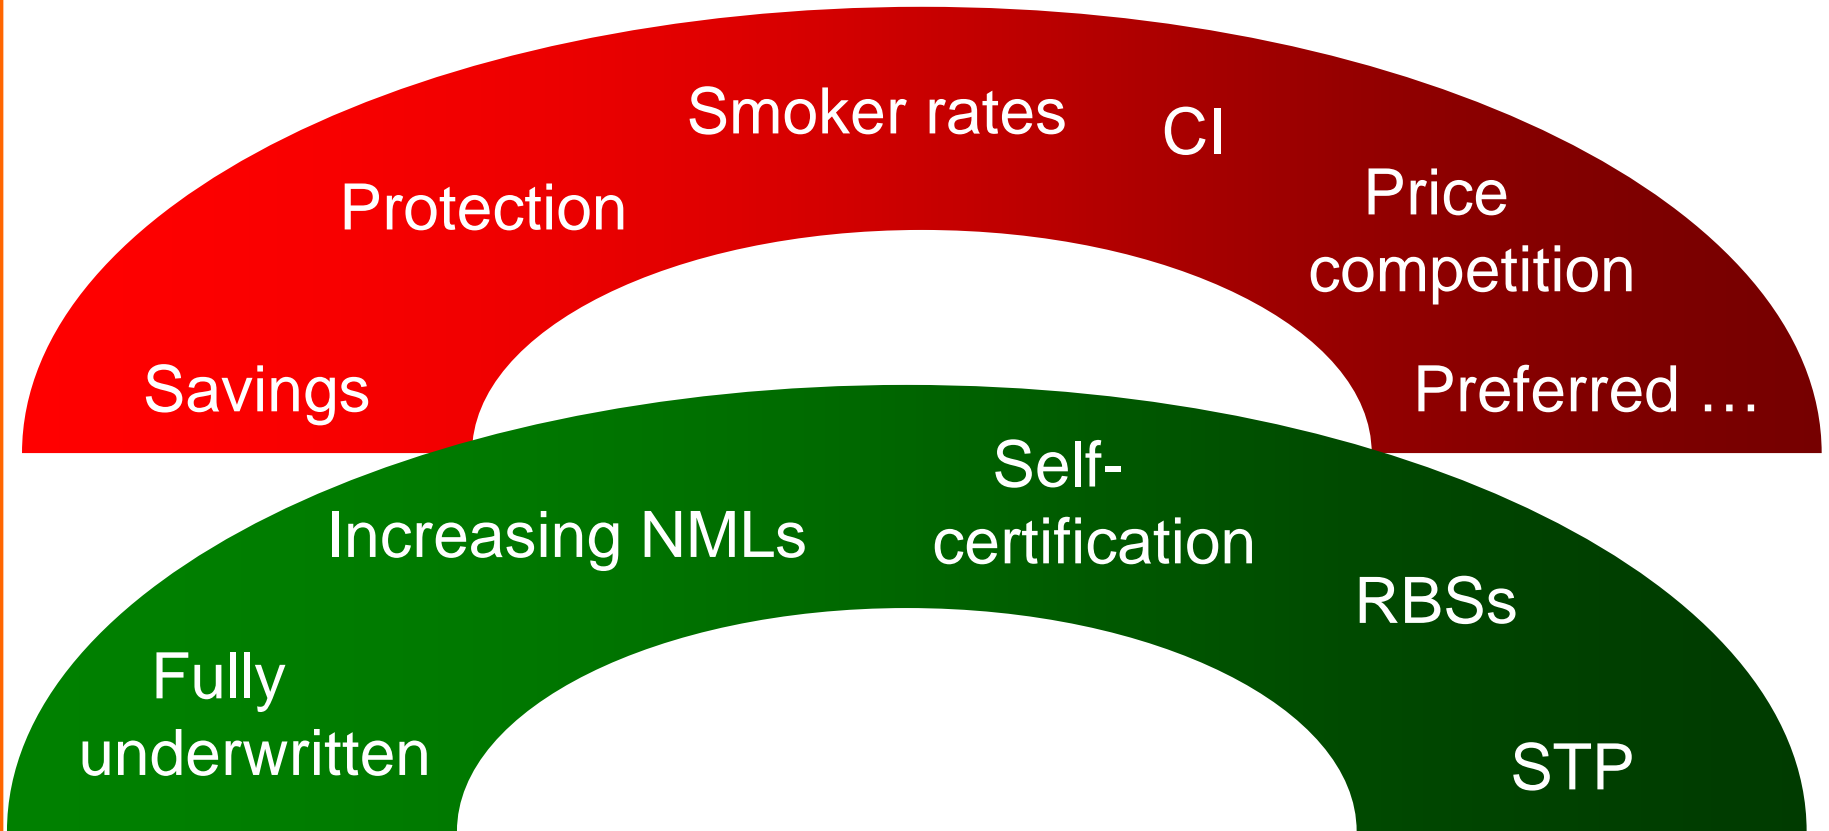 Savings
Protection
Smoker rates
CI
Price
competition
Preferred …
Fully
underwritten
Increasing NMLs
Self-
certification
RBSs
STP